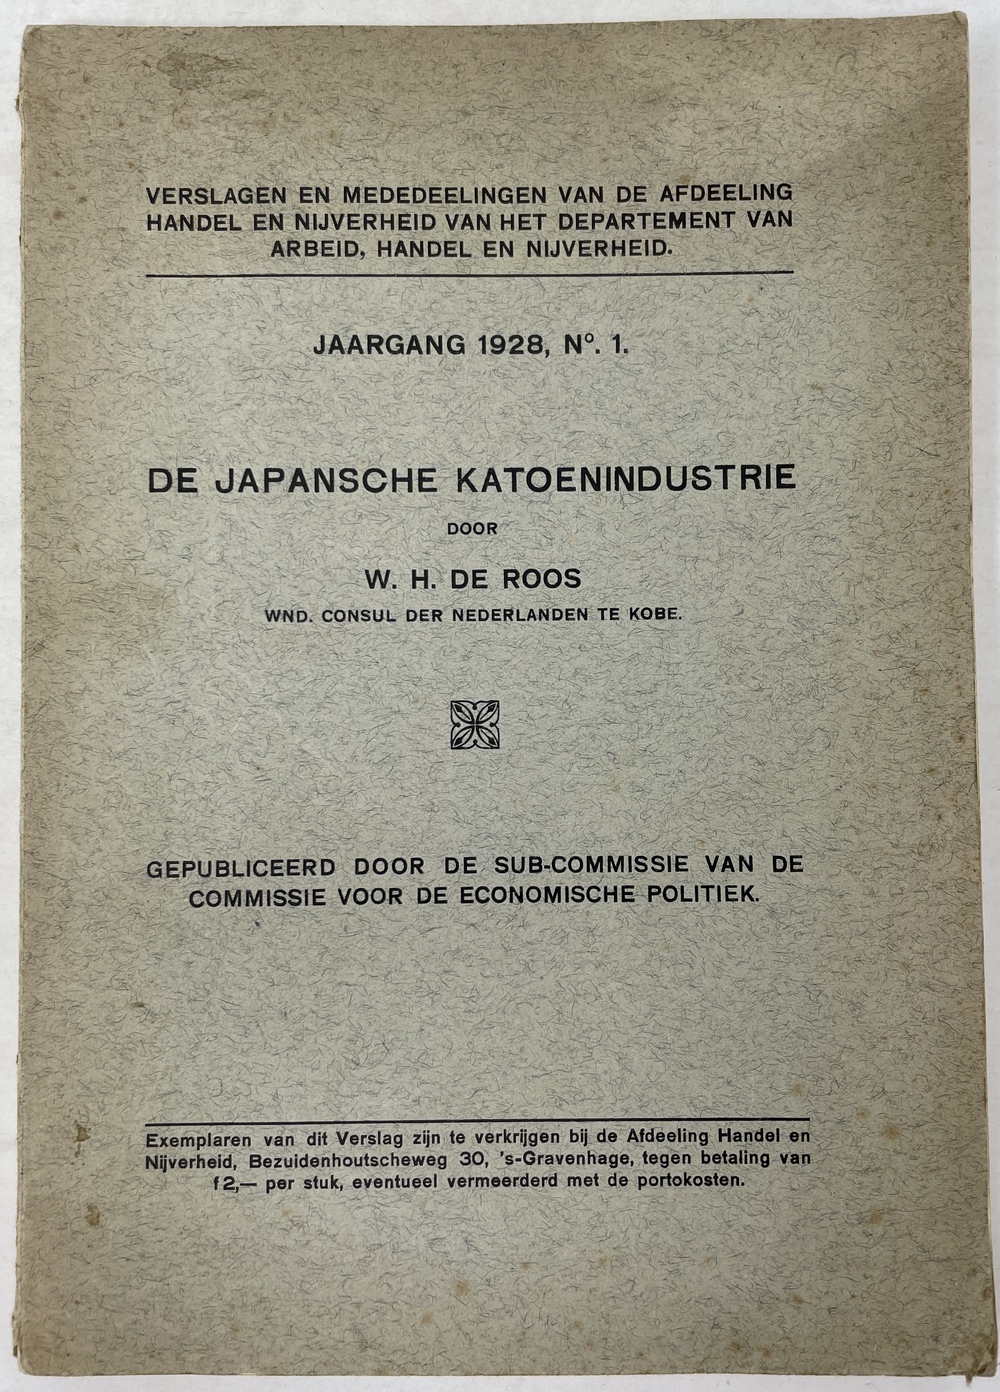 VERSLAGEN EN MEDEDEELINGEN VAN DE AFDEELING
HANDEL EN NIJVERHEID VAN HET DEPARTEMENT VAN
ARBEID, HANDEL EN NIJVERHEID.
JAARGANG 1928, Nº. 1.
DE JAPANSCHE KATOENINDUSTRIE
DOOR
W. H. DE ROOS
WND. CONSUL DER NEDERLANDEN TE KOBE.
GEPUBLICEERD DOOR DE SUB-COMMISSIE VAN DE
COMMISSIE VOOR DE ECONOMISCHE POLITIEK.
Exemplaren van dit Verslag zijn te verkrijgen bij de Afdeeling Handel en
Nijverheid, Bezuidenhoutscheweg 30, 's-Gravenhage, tegen betaling van
f 2,— per stuk, eventueel vermeerderd met de portokosten.